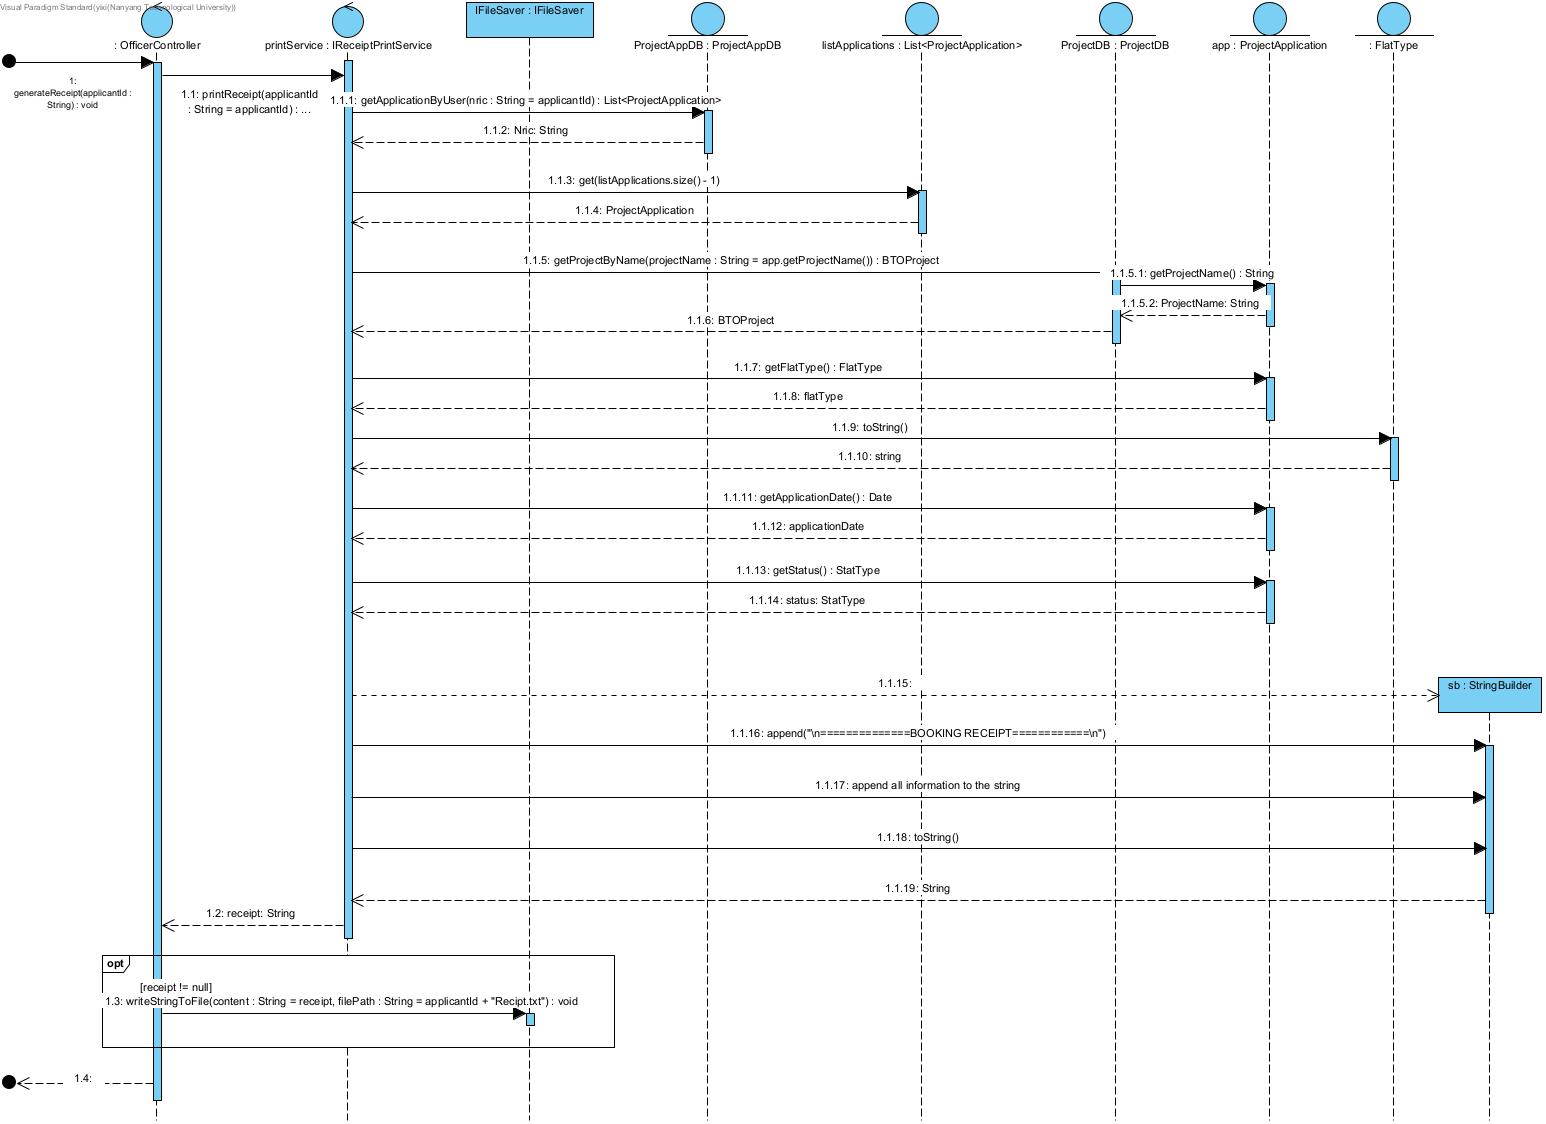 Visual Paradigm Standard(yixi(Nanyang Technological University))
: OfficerController
printService : IReceiptPrintService
IFileSaver : IFileSaver
ProjectAppDB : ProjectAppDB
listApplications : List<ProjectApplication>
ProjectDB : ProjectDB
app : ProjectApplication
: FlatType
1:
generateReceipt(applicantId :
String) : void
1.1: printReceipt(applicantId
: String = applicantId) : ...
1.1.1: getApplicationByUser(nric : String = applicantId) : List<ProjectApplication>
1.1.2: Nric: String
1.1.3: get(listApplications.size() - 1)
1.1.4: ProjectApplication
1.1.5: getProjectByName(projectName : String = app.getProjectName()) : BTOProject
1.1.5.1: getProjectName() : String
1.1.5.2: ProjectName: String
1.1.6: BTOProject
1.1.7: getFlatType() : FlatType
1.1.8: flatType
1.1.9: toString()
1.1.10: string
1.1.11: getApplicationDate() : Date
1.1.12: applicationDate
1.1.13: getStatus() : StatType
1.1.14: status: StatType
1.1.15:
sb : StringBuilder
1.1.16: append("\n==============BOOKING RECEIPT============\n")
1.1.17: append all information to the string
1.1.18: toString()
1.1.19: String
1.2: receipt: String
opt
[receipt != null]
1.3: writeStringToFile(content : String = receipt, filePath : String = applicantId + "Recipt.txt") : void
1.4: